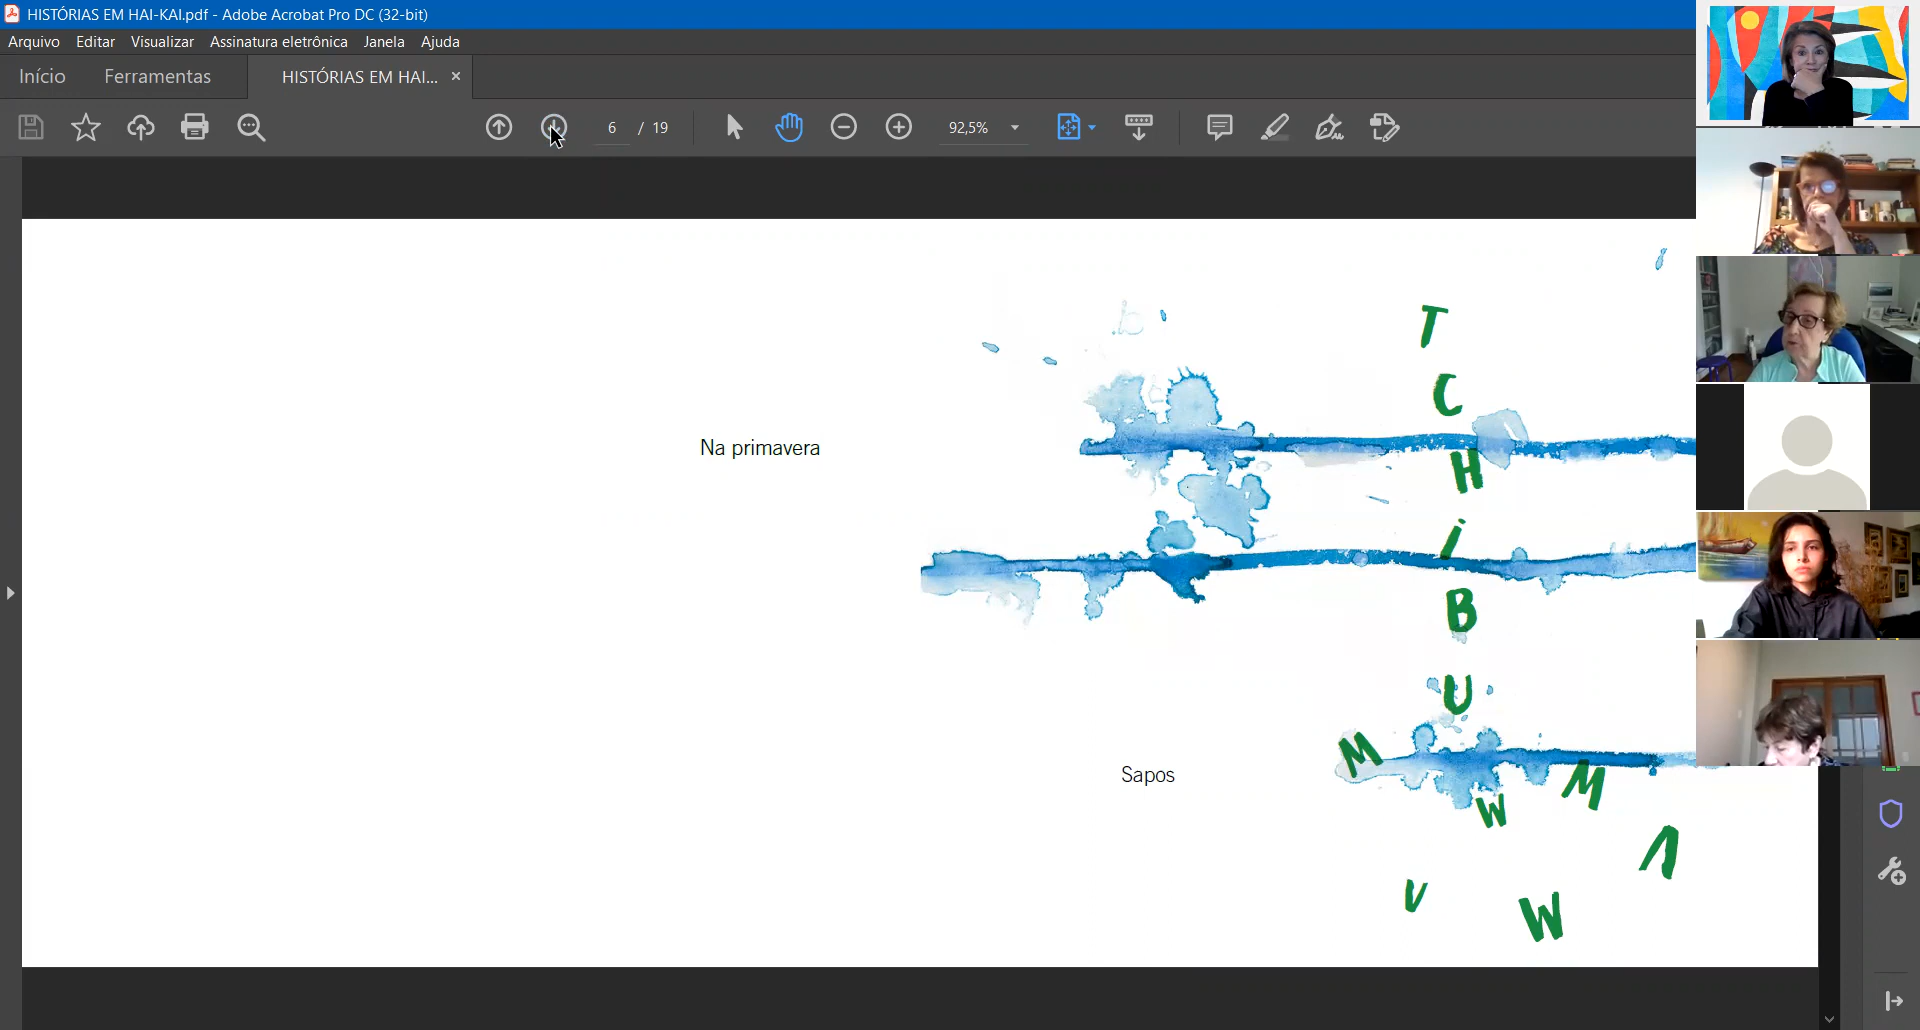 HISTÓRIAS EM HAI-KAI.pdf - Adobe Acrobat Pro DC (32-bit)
Arquivo Editar Visualizar Assinatura eletrônica Janela Ajuda
Início Ferramentas HISTÓRIAS EM HAI... ×
6 / 19 92,5%
b
T
C
H
Na primavera
i
B
U
M
Sapos M
W
Λ
V
W